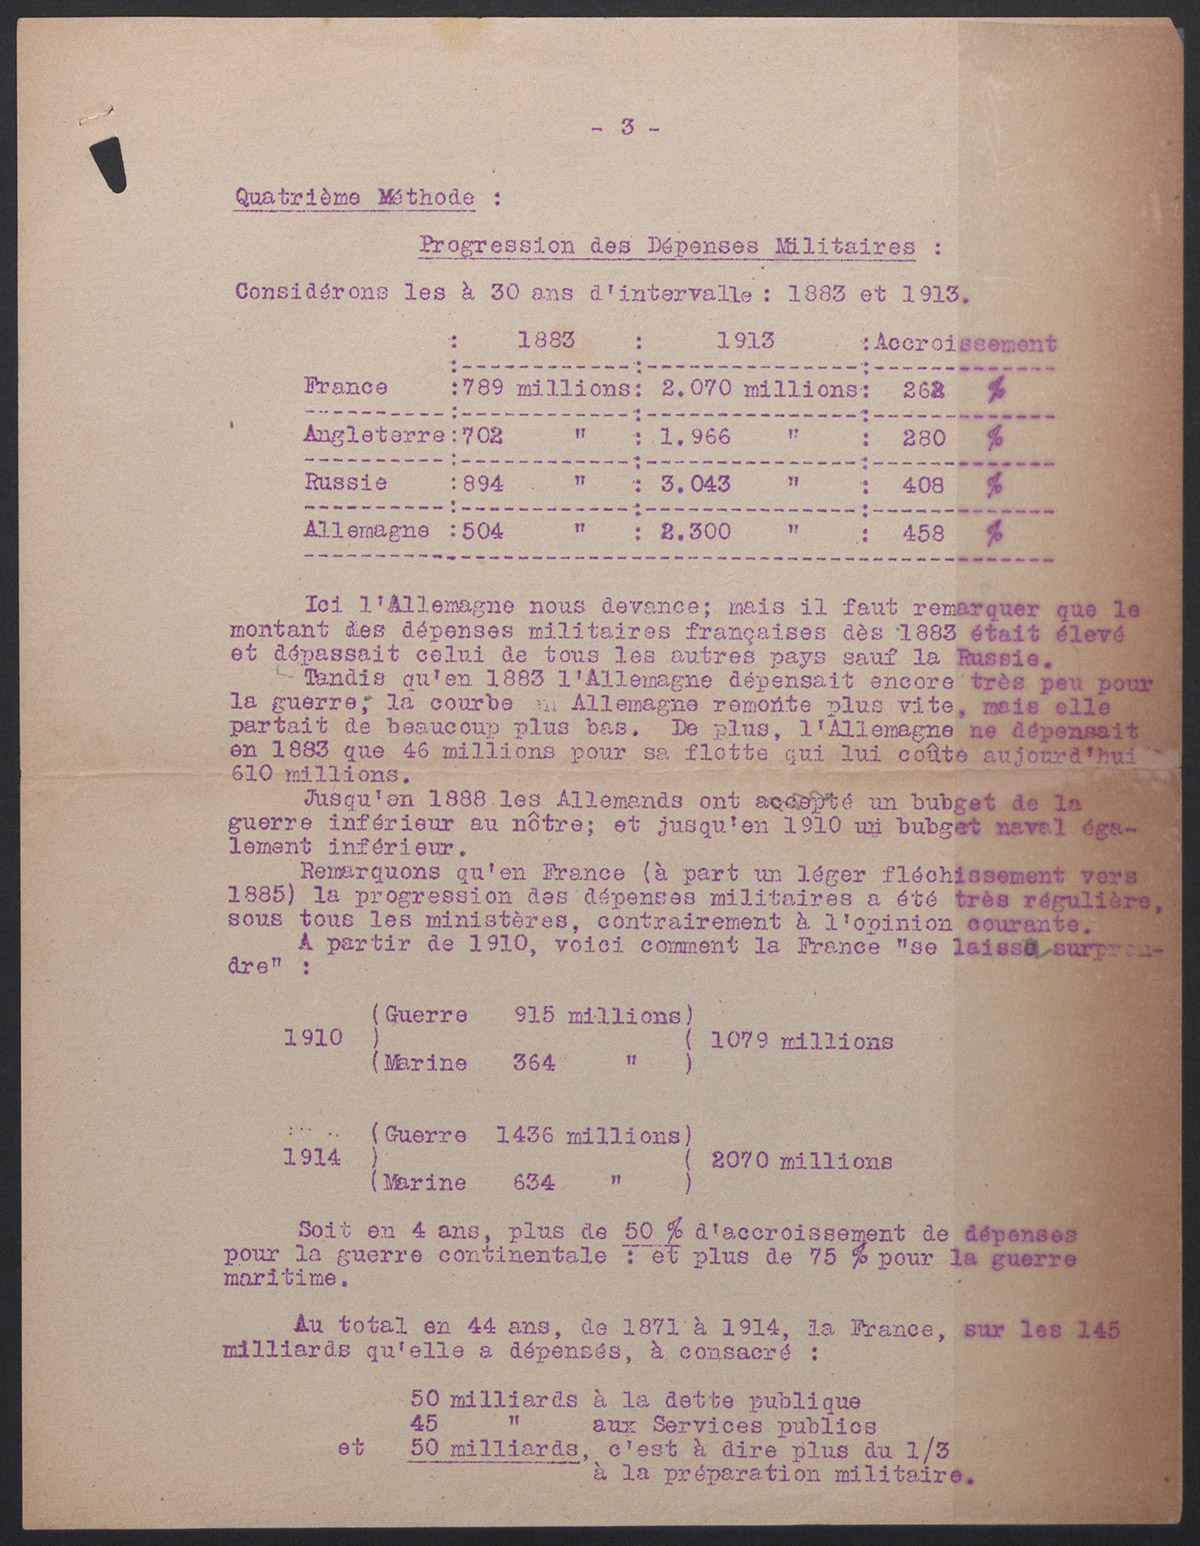 - 3 -
Quatrième Méthode :
Progression des Dépenses Militaires :
Considérons les à 30 ans d'intervalle : 1883 et 1913.
: 1883 : 1913 :Accroissement
France :789 millions: 2.070 millions: 262 %
Angleterre:702 " : 1.966 " : 280 %
Russie :894 " : 3.043 " : 408 %
Allemagne :504 " : 2.300 " : 458 %
Ici l'Allemagne nous devance; mais il faut remarquer que le
montant des dépenses militaires françaises dès 1883 était élevé
et dépassait celui de tous les autres pays sauf la Russie.
Tandis qu'en 1883 l'Allemagne dépensait encore très peu pour
la guerre; la courbe en Allemagne remonte plus vite, mais elle
partait de beaucoup plus bas. De plus, l'Allemagne ne dépensait
en 1883 que 46 millions pour sa flotte qui lui coûte aujourd'hui
610 millions.
Jusqu'en 1888 les Allemands ont accepté un bubget de la
guerre inférieur au nôtre; et jusqu'en 1910 un bubget naval éga-
lement inférieur.
Remarquons qu'en France (à part un léger fléchissement vers
1885) la progression des dépenses militaires a été très régulière,
sous tous les ministères, contrairement à l'opinion courante.
A partir de 1910, voici comment la France "se laissa surpren-
dre" :
(Guerre 915 millions)
1910 ) ( 1079 millions
(Marine 364 " )
(Guerre 1436 millions)
1914 ) ( 2070 millions
(Marine 634 " )
Soit en 4 ans, plus de 50 % d'accroissement de dépenses
pour la guerre continentale : et plus de 75 % pour la guerre
maritime.
Au total en 44 ans, de 1871 à 1914, la France, sur les 145
milliards qu'elle a dépensés, à consacré :
50 milliards à la dette publique
45 " aux Services publics
et 50 milliards, c'est à dire plus du 1/3
à la préparation militaire.